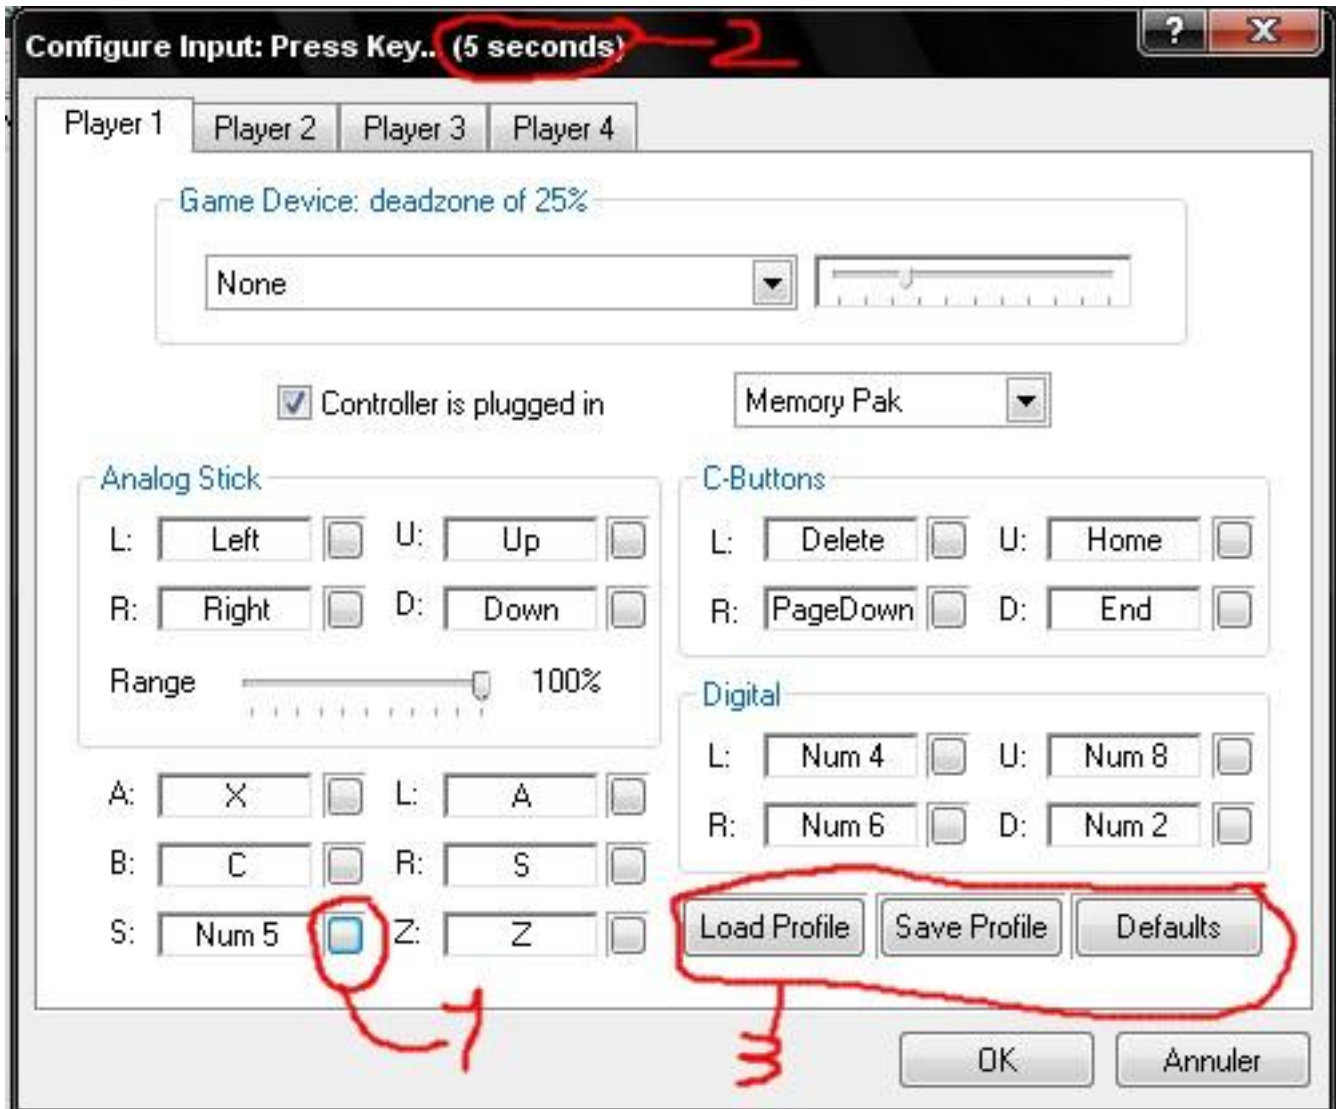 Configure Input: Press Key... (5 seconds) 2
Player 1 Player 2 Player 3 Player 4
Game Device: deadzone of 25%
None
Controller is plugged in Memory Pak
Analog Stick
L: Left U: Up
R: Right D: Down
Range 100%
C-Buttons
L: Delete U: Home
R: PageDown D: End
Digital
L: Num 4 U: Num 8
R: Num 6 D: Num 2
A: X L: A
B: C R: S
S: Num 5 Z: Z
Load Profile Save Profile Defaults
1 3
OK Annuler